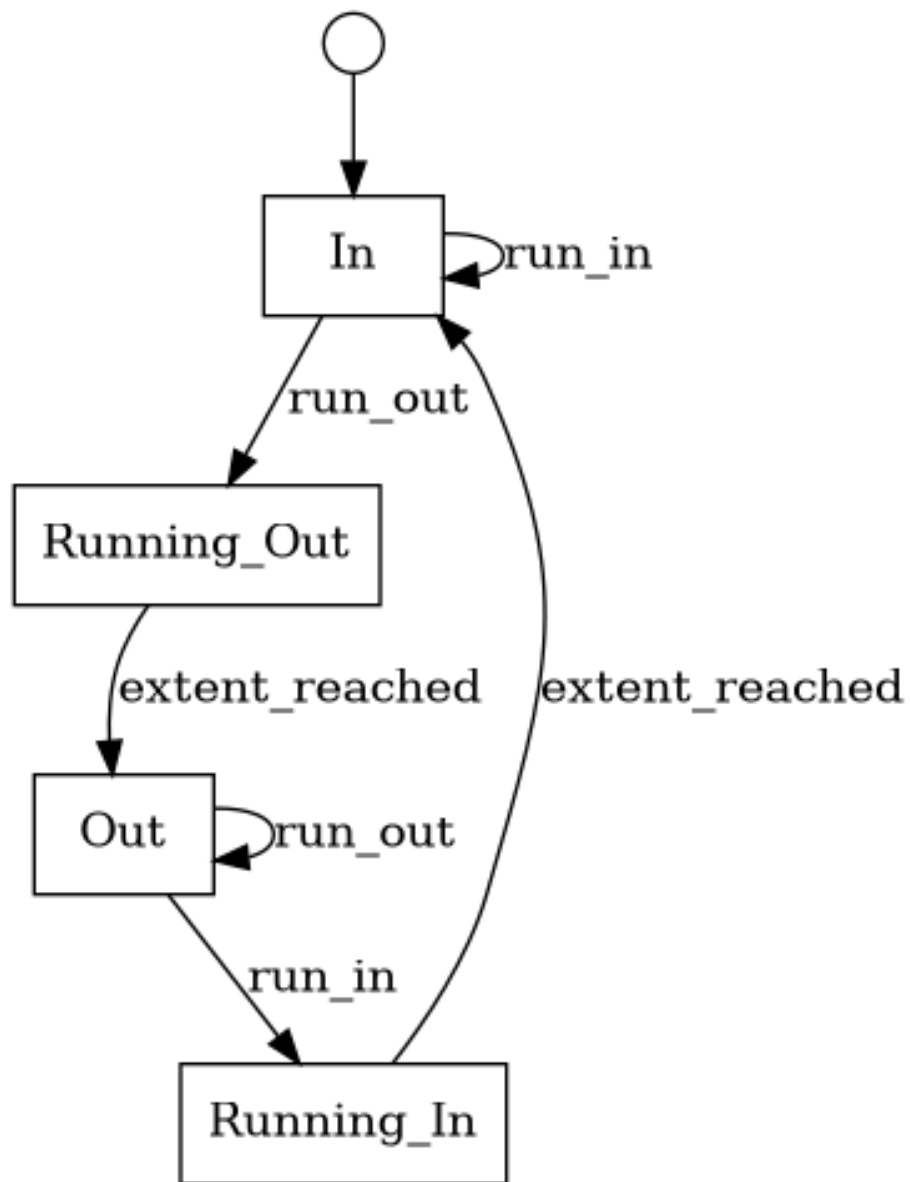 In
run_in
run_out
Running_Out
extent_reached
extent_reached
Out
run_out
run_in
Running_In